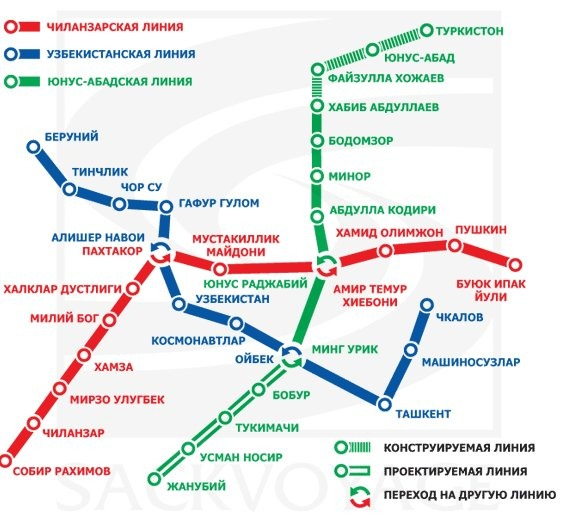 ЧИЛАНЗАРСКАЯ ЛИНИЯ
УЗБЕКИСТАНСКАЯ ЛИНИЯ
ЮНУС-АБАДСКАЯ ЛИНИЯ
ТУРКИСТОН
ЮНУС-АБАД
ФАЙЗУЛЛА ХОЖАЕВ
ХАБИБ АБДУЛЛАЕВ
БОДОМЗОР
МИНОР
АБДУЛЛА КОДИРИ
БЕРУНИЙ
ТИНЧЛИК
ЧОР СУ
ГАФУР ГУЛОМ
АЛИШЕР НАВОИ
ПАХТАКОР
МУСТАКИЛЛИК
МАЙДОНИ
ЮНУС РАДЖАБИЙ
ХАМИД ОЛИМЖОН
ПУШКИН
АМИР ТЕМУР
ХИЕБОНИ
БУЮК ИПАК
ЙУЛИ
ХАЛКЛАР ДУСТЛИГИ
УЗБЕКИСТАН
МИЛИЙ БОГ
КОСМОНАВТЛАР
ЧКАЛОВ
ОЙБЕК
МИНГ УРИК
МАШИНОСУЗЛАР
ХАМЗА
БОБУР
МИРЗО УЛУГБЕК
ТАШКЕНТ
ЧИЛАНЗАР
ТУКИМАЧИ
СОБИР РАХИМОВ
УСМАН НОСИР
ЖАНУБИЙ
КОНСТРУИРУЕМАЯ ЛИНИЯ
ПРОЕКТИРУЕМАЯ ЛИНИЯ
ПЕРЕХОД НА ДРУГУЮ ЛИНИЮ
SACKVOYAGE